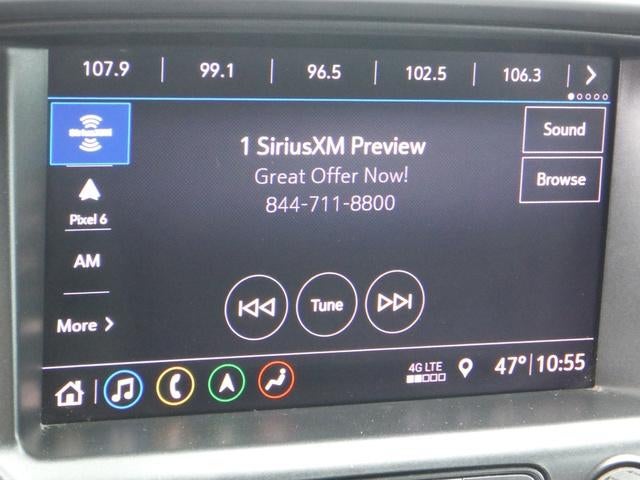 107.9 99.1 96.5 102.5 106.3
SiriusXM
1 SiriusXM Preview
Great Offer Now!
844-711-8800
Sound
Browse
Pixel 6
AM
More
Tune
4G LTE
47° 10:55